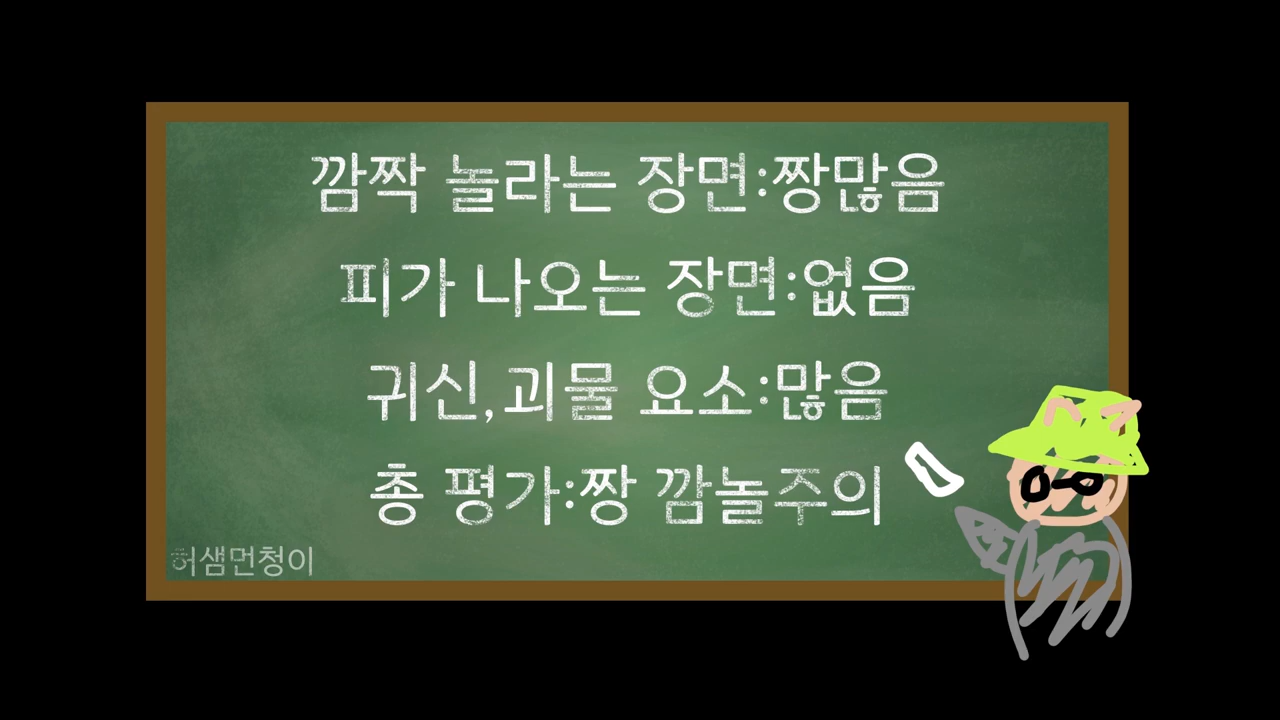 깜짝 놀라는 장면:짱많음
피가 나오는 장면:없음
귀신,괴물 요소:많음
총 평가:짱 깜놀주의
허샘먼청이